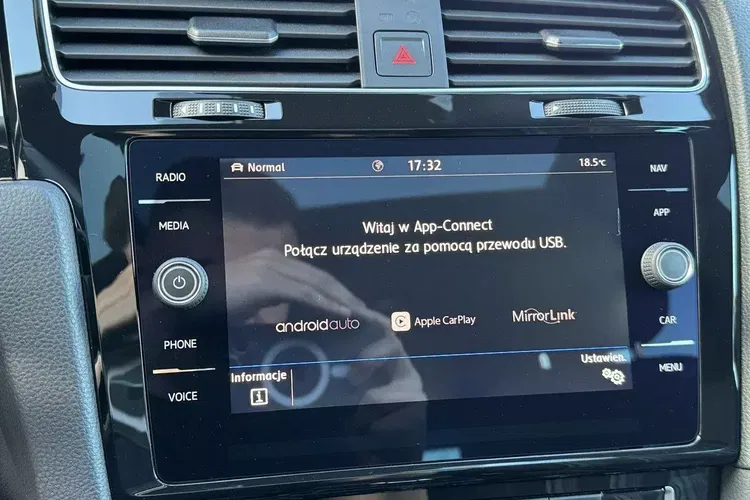 Normal 17:32 18.5°C
RADIO
MEDIA
PHONE
VOICE
Witaj w App-Connect
Połącz urządzenie za pomocą przewodu USB.
androidauto Apple CarPlay MirrorLink
Informacje
i
Ustawien.
NAV
APP
CAR
MENU